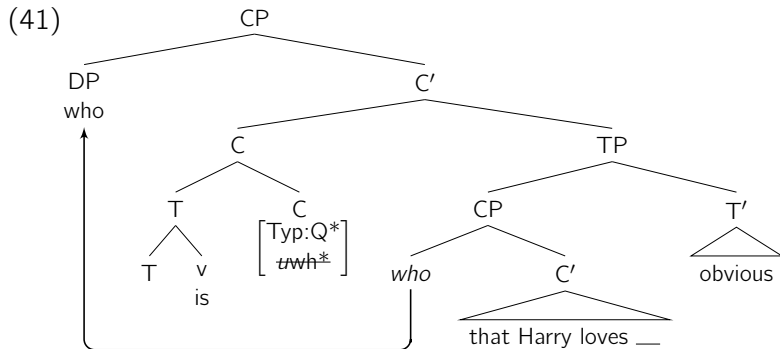 (41) CP
DP C′
who
C TP
T C CP T′
[Typ:Q*]
[uwh*]
T v who C′ obvious
is
that Harry loves __